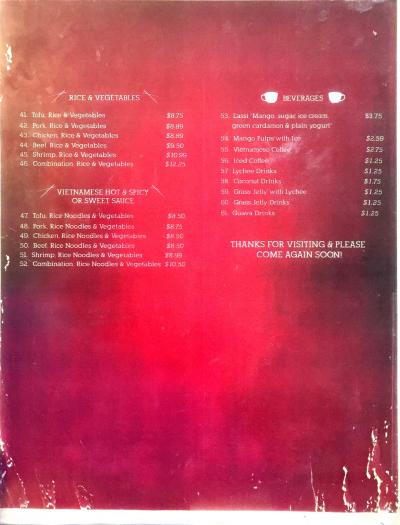 RICE & VEGETABLES
41. Tofu, Rice & Vegetables $8.75
42. Pork, Rice & Vegetables $8.89
43. Chicken, Rice & Vegetables $8.89
44. Beef, Rice & Vegetables $9.50
45. Shrimp, Rice & Vegetables $10.99
46. Combination, Rice & Vegetables $12.25
VIETNAMESE HOT & SPICY
OR SWEET SAUCE
47. Tofu, Rice Noodles & Vegetables $8.50
48. Pork, Rice Noodles & Vegetables $8.75
49. Chicken, Rice Noodles & Vegetables $8.50
50. Beef, Rice Noodles & Vegetables $8.50
51. Shrimp, Rice Noodles & Vegetables $8.99
52. Combination, Rice Noodles & Vegetables $10.50
BEVERAGES
53. Lassi "Mango, sugar, ice cream, $3.75
green cardamon & plain yogurt"
54. Mango Pulps with Ice $2.59
55. Vietnamese Coffee $2.75
56. Iced Coffee $1.25
57. Lychee Drinks $1.25
58. Coconut Drinks $1.75
59. Grass Jelly with Lychee $1.25
60. Grass Jelly Drinks $1.25
61. Guava Drinks $1.25
THANKS FOR VISITING & PLEASE
COME AGAIN SOON!